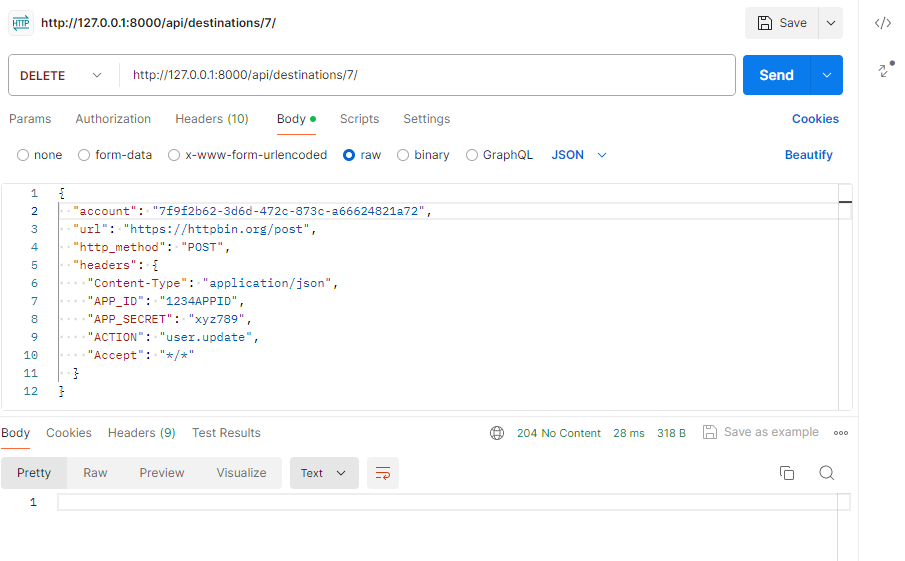 HTTP http://127.0.0.1:8000/api/destinations/7/ Save </>
DELETE http://127.0.0.1:8000/api/destinations/7/ Send
Params Authorization Headers (10) Body Scripts Settings Cookies
none form-data x-www-form-urlencoded raw binary GraphQL JSON Beautify
1 {
2 "account": "7f9f2b62-3d6d-472c-873c-a66624821a72",
3 "url": "https://httpbin.org/post",
4 "http_method": "POST",
5 "headers": {
6 "Content-Type": "application/json",
7 "APP_ID": "1234APPID",
8 "APP_SECRET": "xyz789",
9 "ACTION": "user.update",
10 "Accept": "*/*"
11 }
12 }
Body Cookies Headers (9) Test Results 204 No Content 28 ms 318 B Save as example
Pretty Raw Preview Visualize Text
1